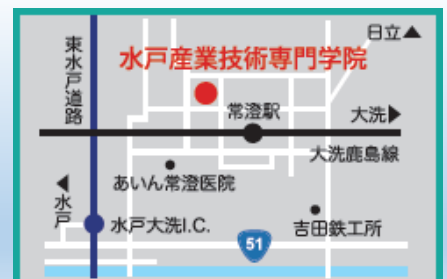 日立▲
東水戸道路
水戸産業技術専門学院
常澄駅
大洗▶
大洗鹿島線
あいん常澄医院
◀水戸
水戸大洗I.C.
51
吉田鉄工所